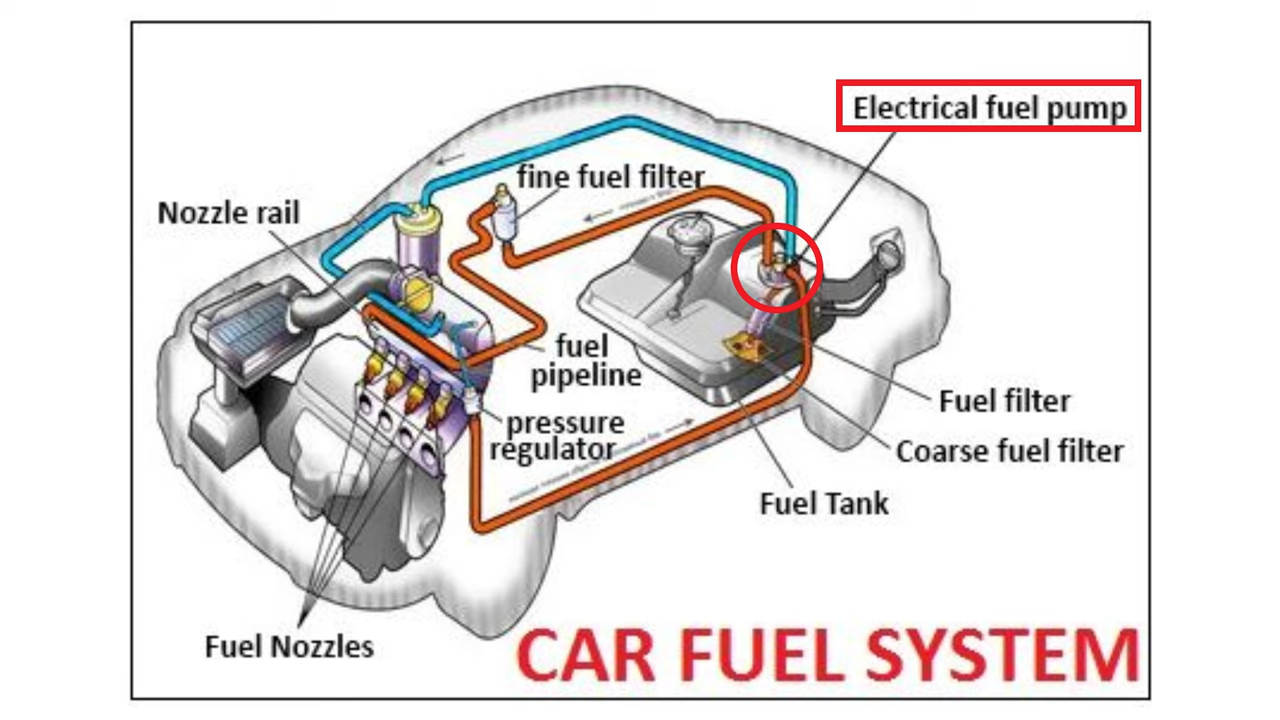 Electrical fuel pump
fine fuel filter
Nozzle rail
fuel
pipeline
pressure
regulator
Fuel filter
Coarse fuel filter
Fuel Tank
Fuel Nozzles
CAR FUEL SYSTEM